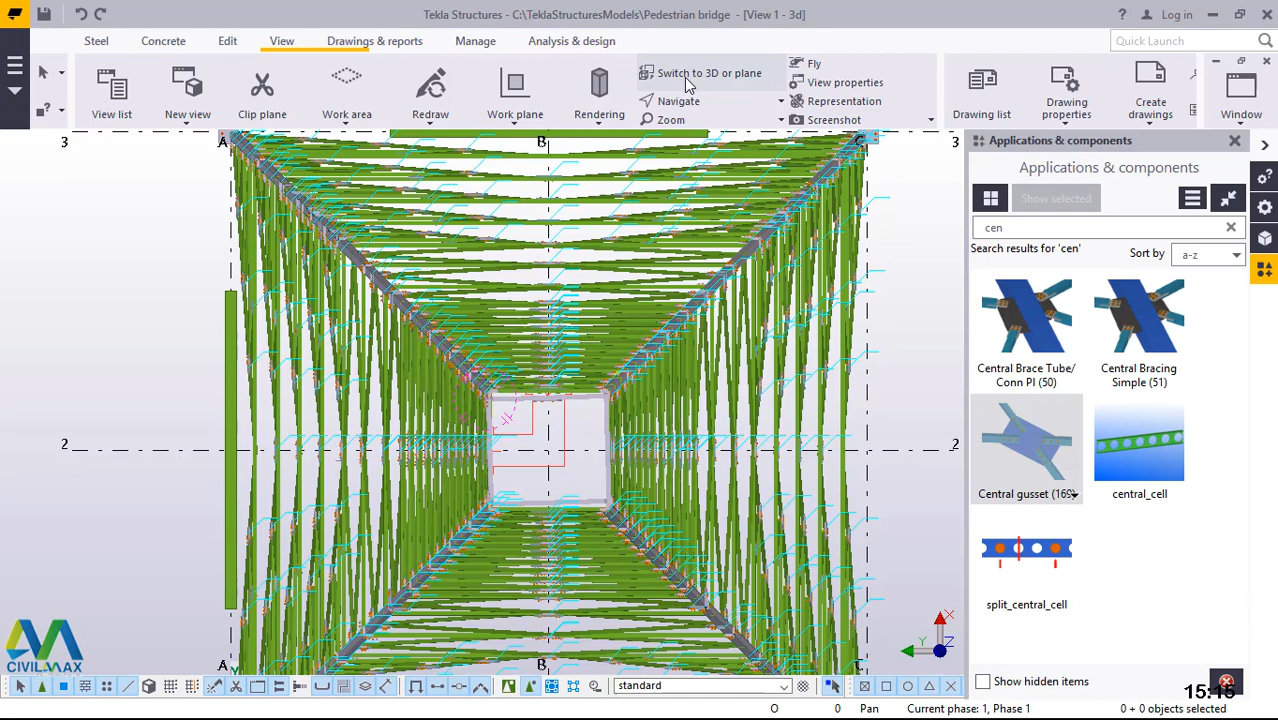 Tekla Structures - C:\TeklaStructuresModels\Pedestrian bridge - [View 1 - 3d]
? Log in
Steel Concrete Edit View Drawings & reports Manage Analysis & design
Quick Launch
View list
New view
Clip plane
Work area
Redraw
Work plane
Rendering
Switch to 3D or plane
Navigate
Zoom
Fly
View properties
Representation
Screenshot
Drawing list
Drawing
properties
Create
drawings
Window
Applications & components
Applications & components
Show selected
cen
Search results for 'cen'
Sort by
a-z
Central Brace Tube/
Conn Pl (50)
Central Bracing
Simple (51)
Central gusset (169)
central_cell
split_central_cell
Show hidden items
3 A B C 3
2 2
A B
X
Y Z
CIVILMAX
standard
15:15
O 0 Pan Current phase: 1, Phase 1 0 + 0 objects selected